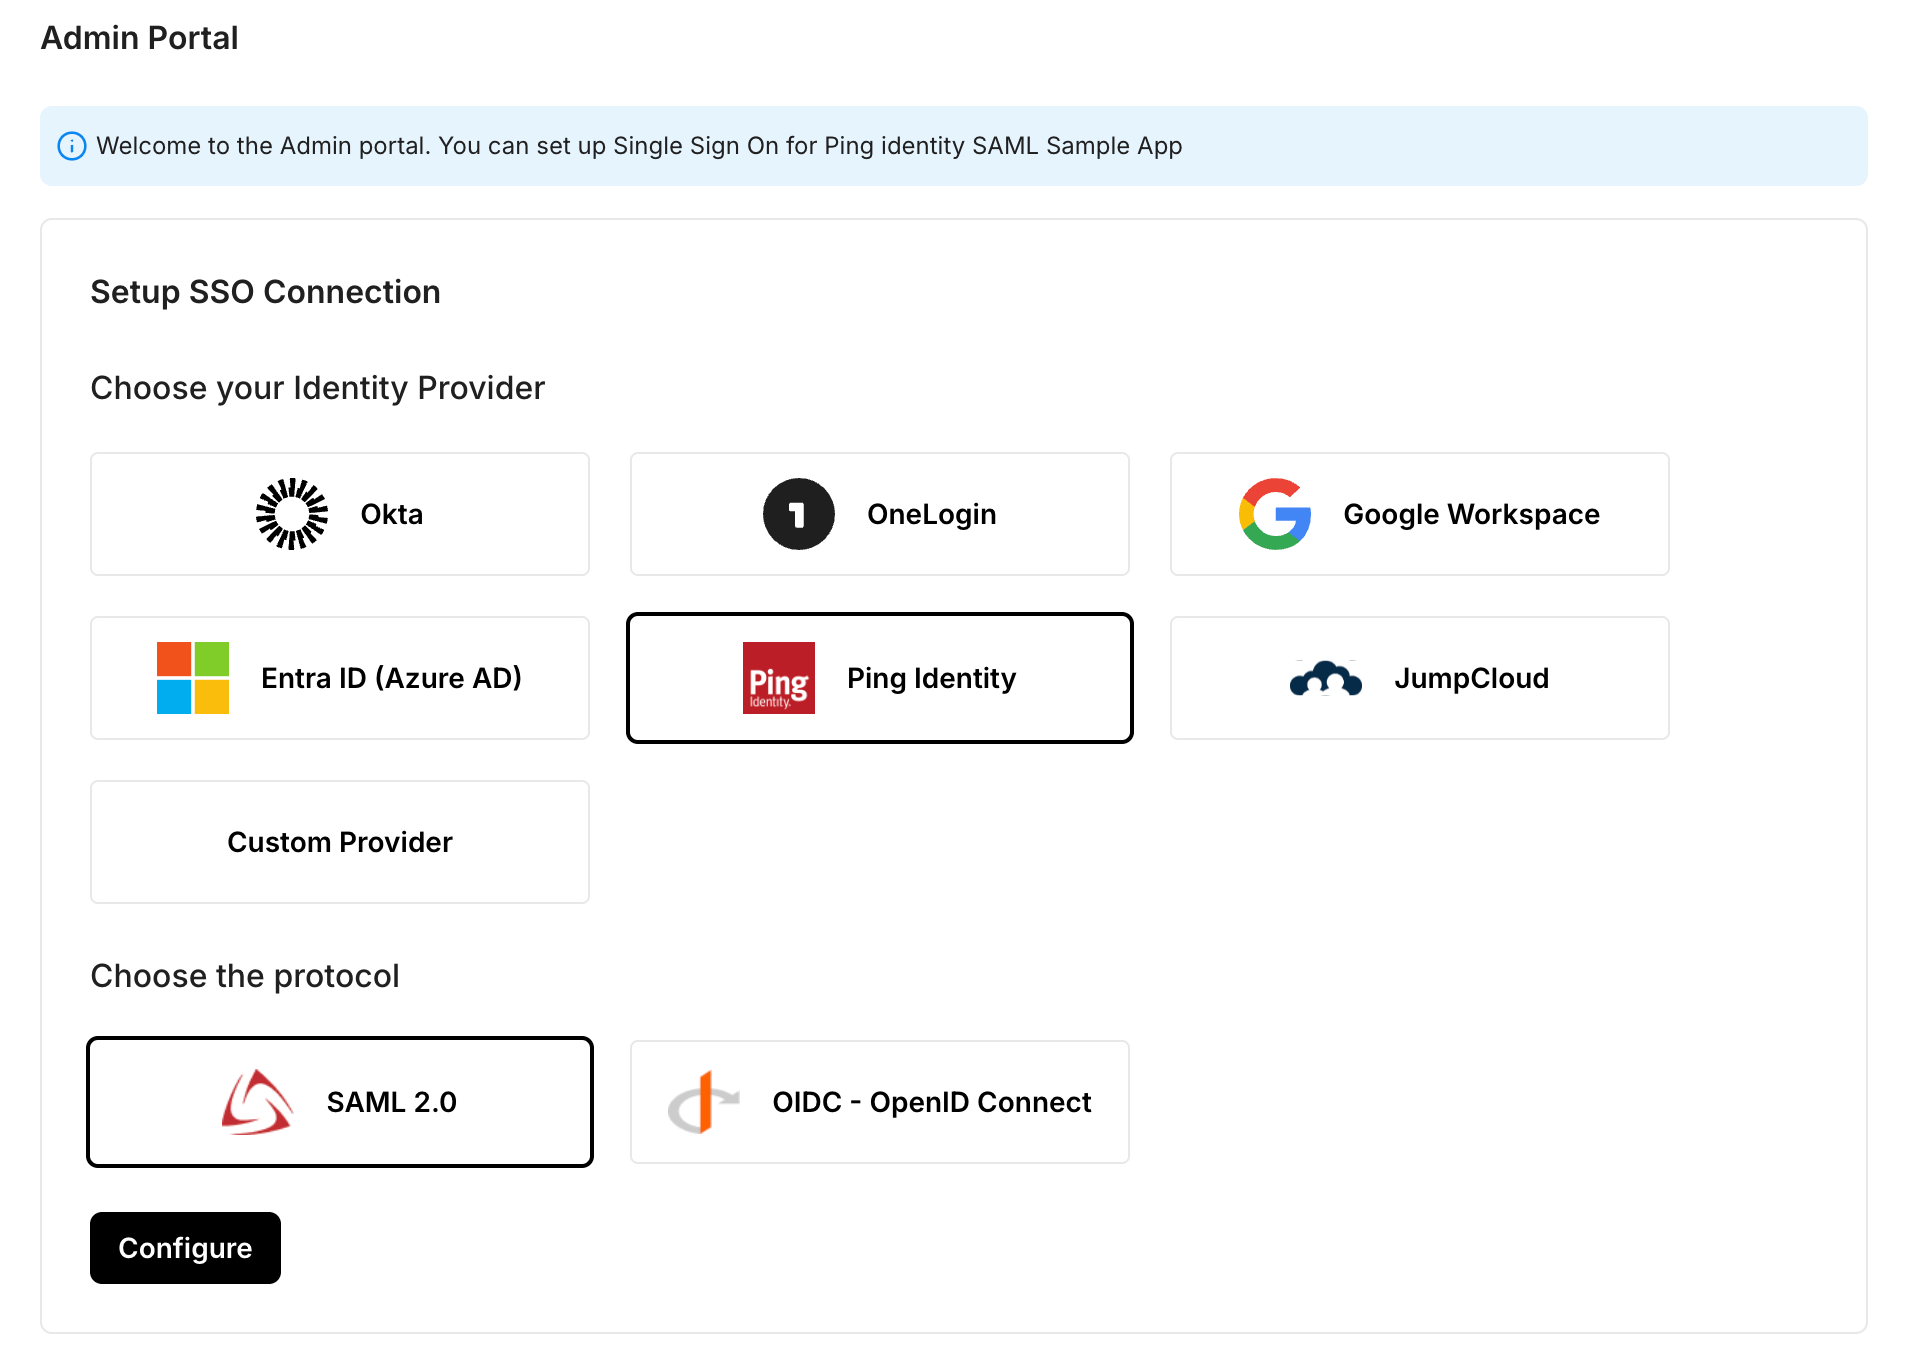 Admin Portal
Welcome to the Admin portal. You can set up Single Sign On for Ping identity SAML Sample App
Setup SSO Connection
Choose your Identity Provider
Okta
1 OneLogin
Google Workspace
Entra ID (Azure AD)
Ping
Identity.
Ping Identity
JumpCloud
Custom Provider
Choose the protocol
SAML 2.0
OIDC - OpenID Connect
Configure